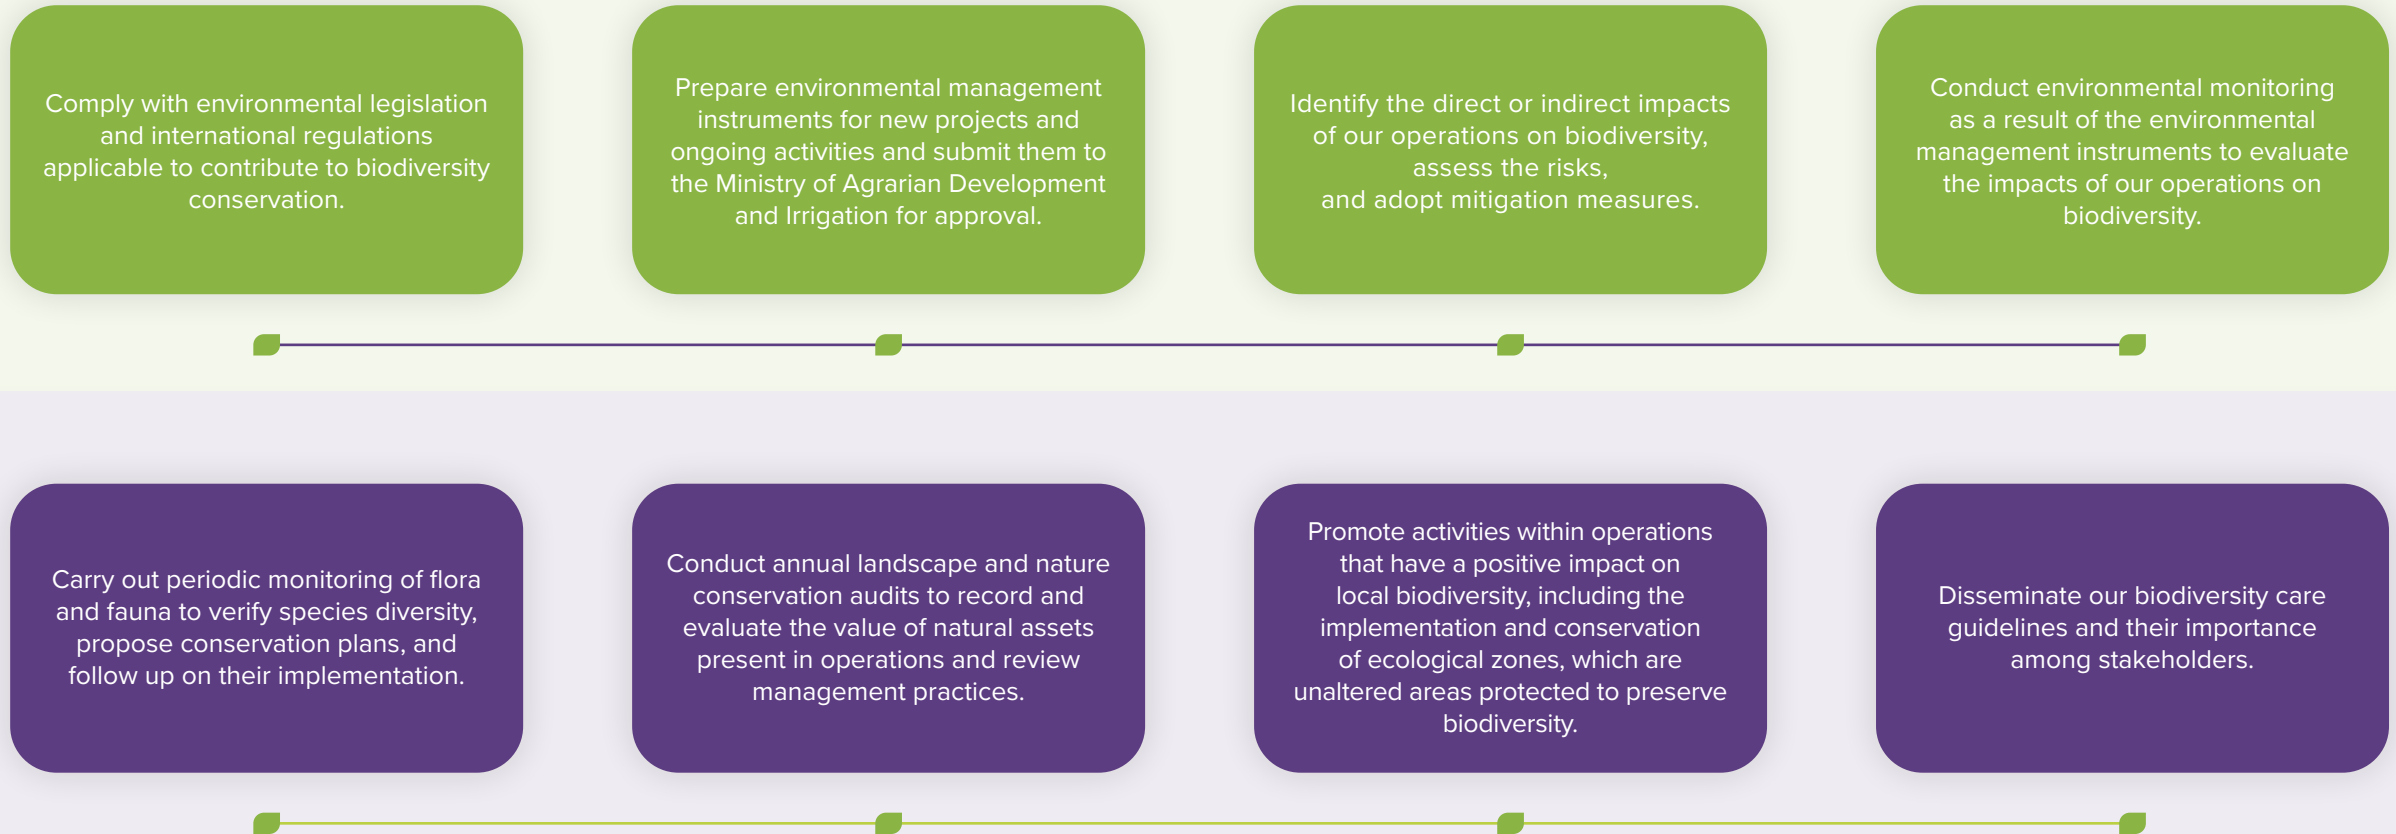 Comply with environmental legislation
and international regulations
applicable to contribute to biodiversity
conservation.
Prepare environmental management
instruments for new projects and
ongoing activities and submit them to
the Ministry of Agrarian Development
and Irrigation for approval.
Identify the direct or indirect impacts
of our operations on biodiversity,
assess the risks,
and adopt mitigation measures.
Conduct environmental monitoring
as a result of the environmental
management instruments to evaluate
the impacts of our operations on
biodiversity.
Carry out periodic monitoring of flora
and fauna to verify species diversity,
propose conservation plans, and
follow up on their implementation.
Conduct annual landscape and nature
conservation audits to record and
evaluate the value of natural assets
present in operations and review
management practices.
Promote activities within operations
that have a positive impact on
local biodiversity, including the
implementation and conservation
of ecological zones, which are
unaltered areas protected to preserve
biodiversity.
Disseminate our biodiversity care
guidelines and their importance
among stakeholders.